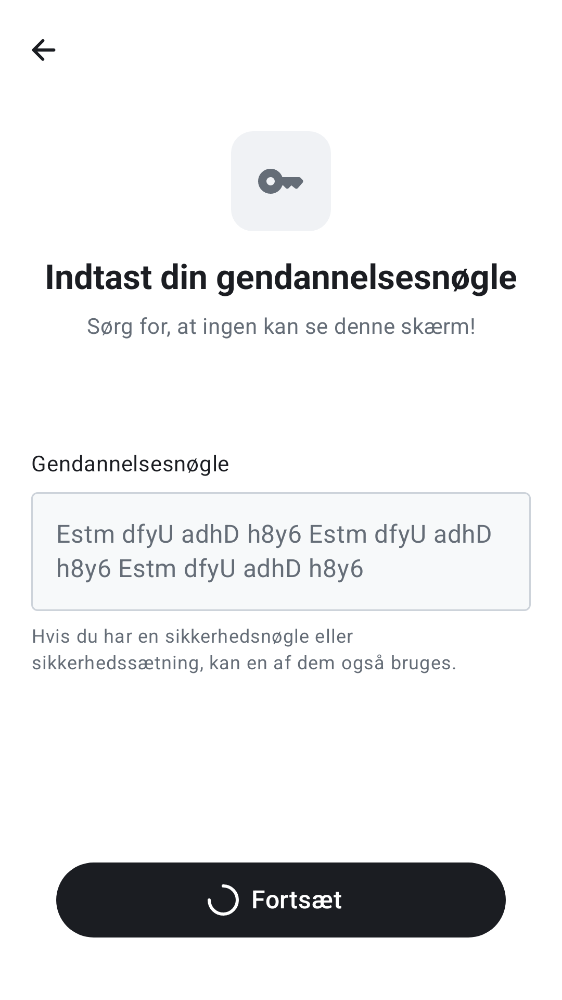 Indtast din gendannelsesnøgle
Sørg for, at ingen kan se denne skærm!
Gendannelsesnøgle
Estm dfyU adhD h8y6 Estm dfyU adhD
h8y6 Estm dfyU adhD h8y6
Hvis du har en sikkerhedsnøgle eller
sikkerhedssætning, kan en af dem også bruges.
Fortsæt